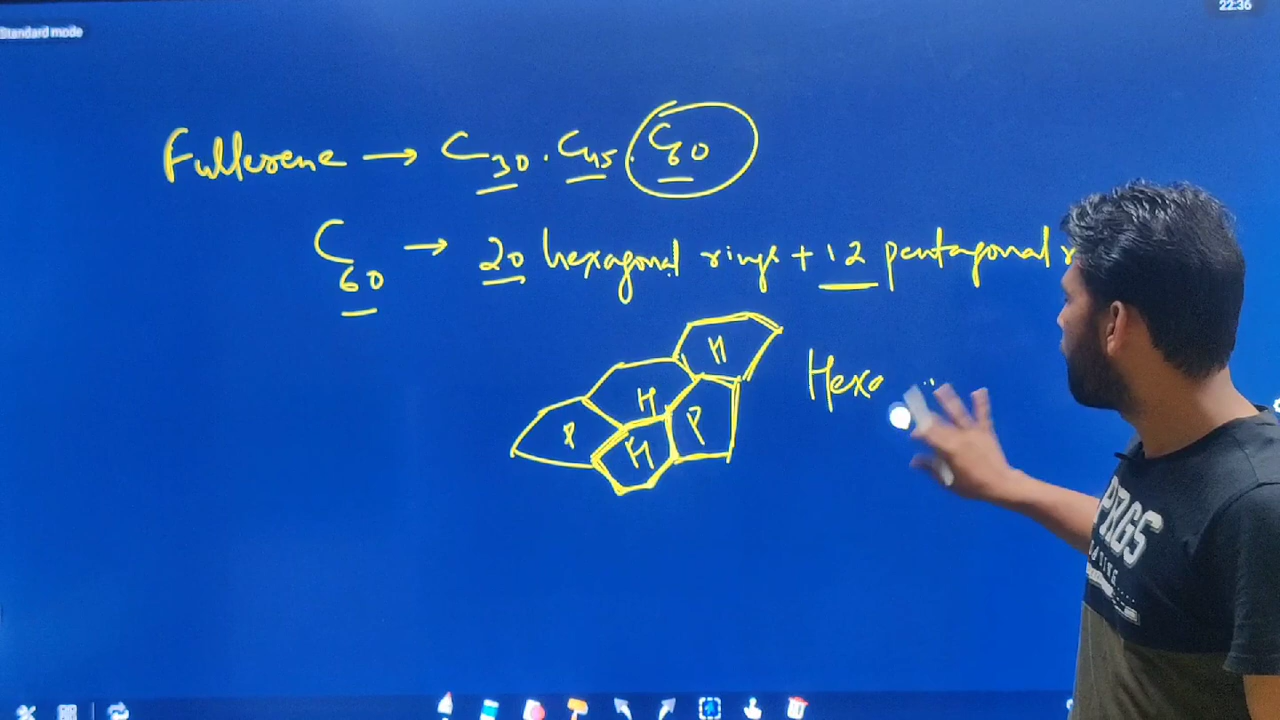 22:36
Standard mode
Fullerene → C30 . C45 . C60
C60 → 20 hexagonal rings + 12 pentagonal r
H
H
P
H
P
Hexa
PRGS